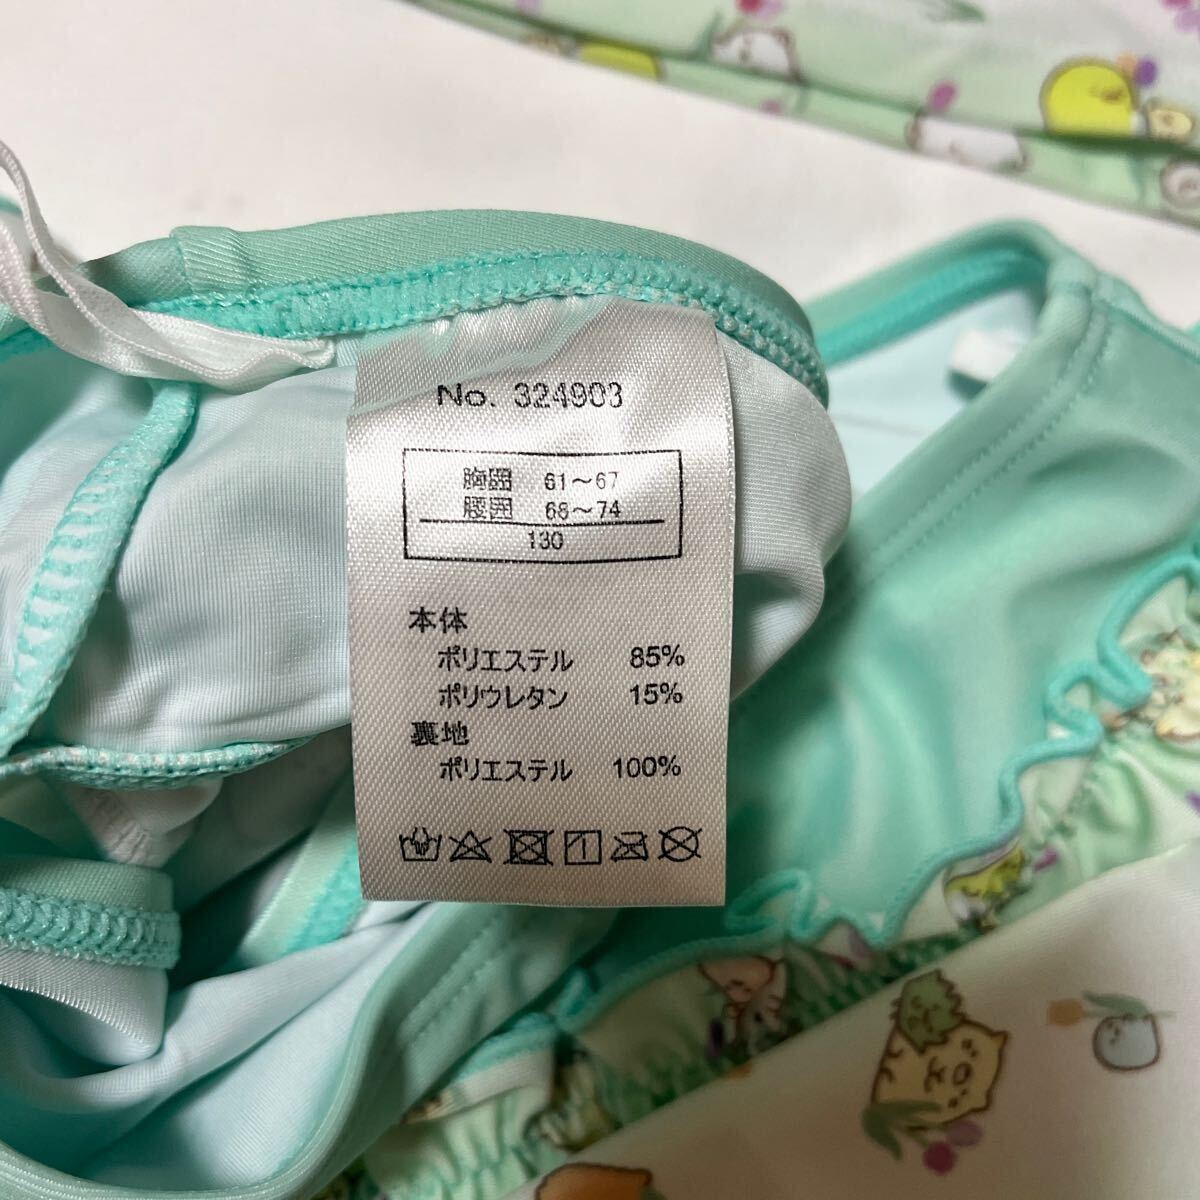 No. 324903
胸囲 61～67
腰囲 68～74
130
本体
ポリエステル 85%
ポリウレタン 15%
裏地
ポリエステル 100%